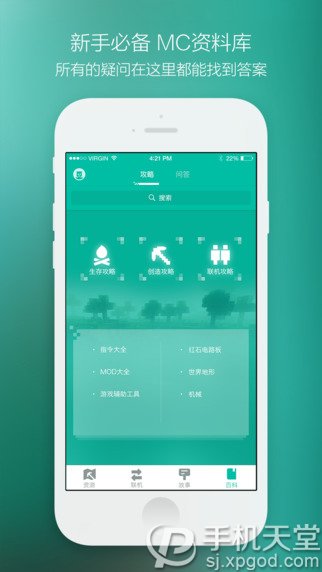 新手必备 MC资料库
所有的疑问在这里都能找到答案
VIRGIN 4:21 PM 22%
攻略 问答
搜索
生存攻略 创造攻略 联机攻略
· 指令大全 · 红石电路板
· MOD大全 · 世界地形
· 游戏辅助工具 · 机械
资源 联机 故事 百科
手机天堂
sj.xpgod.com